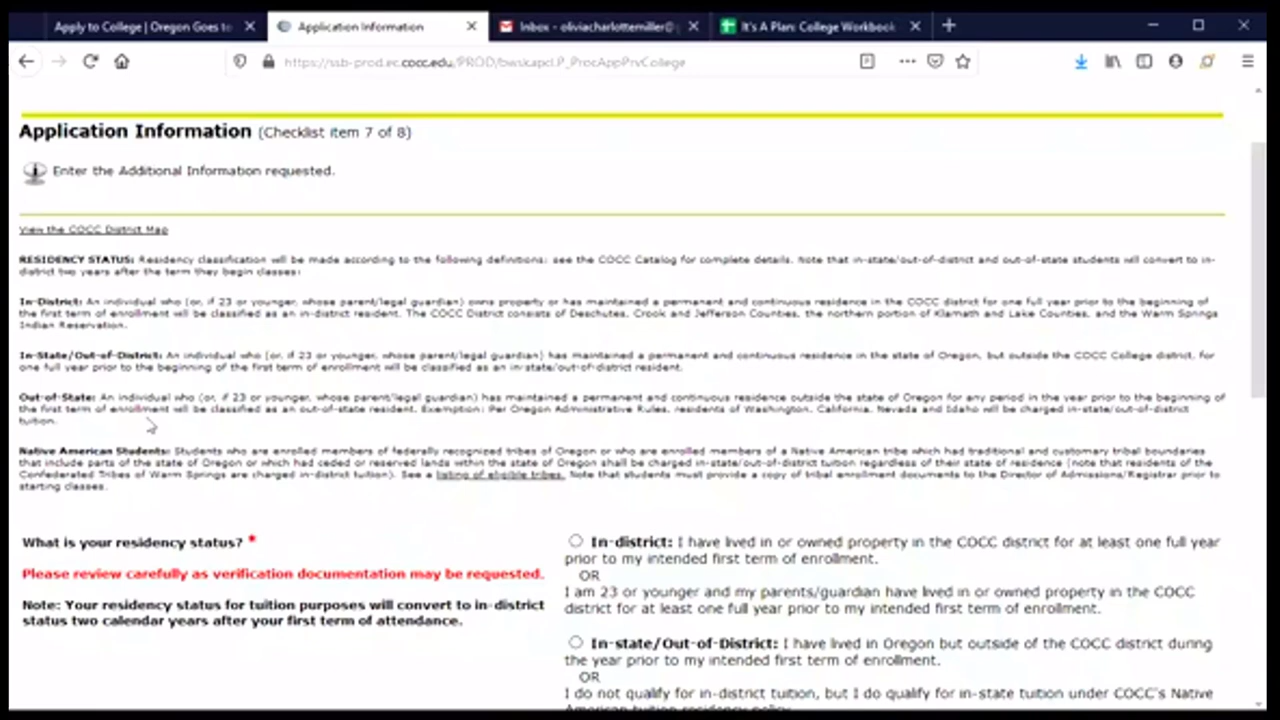 Apply to College | Oregon Goes to
Application Information
Inbox - oliviacharlottemiller@
It's A Plan: College Workbook
https://ssb-prod.ec.cocc.edu/PROD/bwskapcl.P_ProcAppPrvCollege
Application Information (Checklist item 7 of 8)
Enter the Additional Information requested.
View the COCC District Map
RESIDENCY STATUS: Residency classification will be made according to the following definitions; see the COCC Catalog for complete details. Note that in-state/out-of-district and out-of-state students will convert to in-
district two years after the term they begin classes:
In-District: An individual who (or, if 23 or younger, whose parent/legal guardian) owns property or has maintained a permanent and continuous residence in the COCC district for one full year prior to the beginning of
the first term of enrollment will be classified as an in-district resident. The COCC District consists of Deschutes, Crook and Jefferson Counties, the northern portion of Klamath and Lake Counties, and the Warm Springs
Indian Reservation.
In-State/Out-of-District: An individual who (or, if 23 or younger, whose parent/legal guardian) has maintained a permanent and continuous residence in the state of Oregon, but outside the COCC College district, for
one full year prior to the beginning of the first term of enrollment will be classified as an in-state/out-of-district resident.
Out-of-State: An individual who (or, if 23 or younger, whose parent/legal guardian) has maintained a permanent and continuous residence outside the state of Oregon for any period in the year prior to the beginning of
the first term of enrollment will be classified as an out-of-state resident. Exemption: Per Oregon Administrative Rules, residents of Washington, California, Nevada and Idaho will be charged in-state/out-of-district
tuition.
Native American Students: Students who are enrolled members of federally recognized tribes of Oregon or who are enrolled members of a Native American tribe which had traditional and customary tribal boundaries
that include parts of the state of Oregon or which had ceded or reserved lands within the state of Oregon shall be charged in-state/out-of-district tuition regardless of their state of residence (note that residents of the
Confederated Tribes of Warm Springs are charged in-district tuition). See a listing of eligible tribes. Note that students must provide a copy of tribal enrollment documents to the Director of Admissions/Registrar prior to
starting classes.
What is your residency status? *
Please review carefully as verification documentation may be requested.
Note: Your residency status for tuition purposes will convert to in-district
status two calendar years after your first term of attendance.
In-district: I have lived in or owned property in the COCC district for at least one full year
prior to my intended first term of enrollment.
OR
I am 23 or younger and my parents/guardian have lived in or owned property in the COCC
district for at least one full year prior to my intended first term of enrollment.
In-state/Out-of-District: I have lived in Oregon but outside of the COCC district during
the year prior to my intended first term of enrollment.
OR
I do not qualify for in-district tuition, but I do qualify for in-state tuition under COCC's Native
American tuition residency policy.